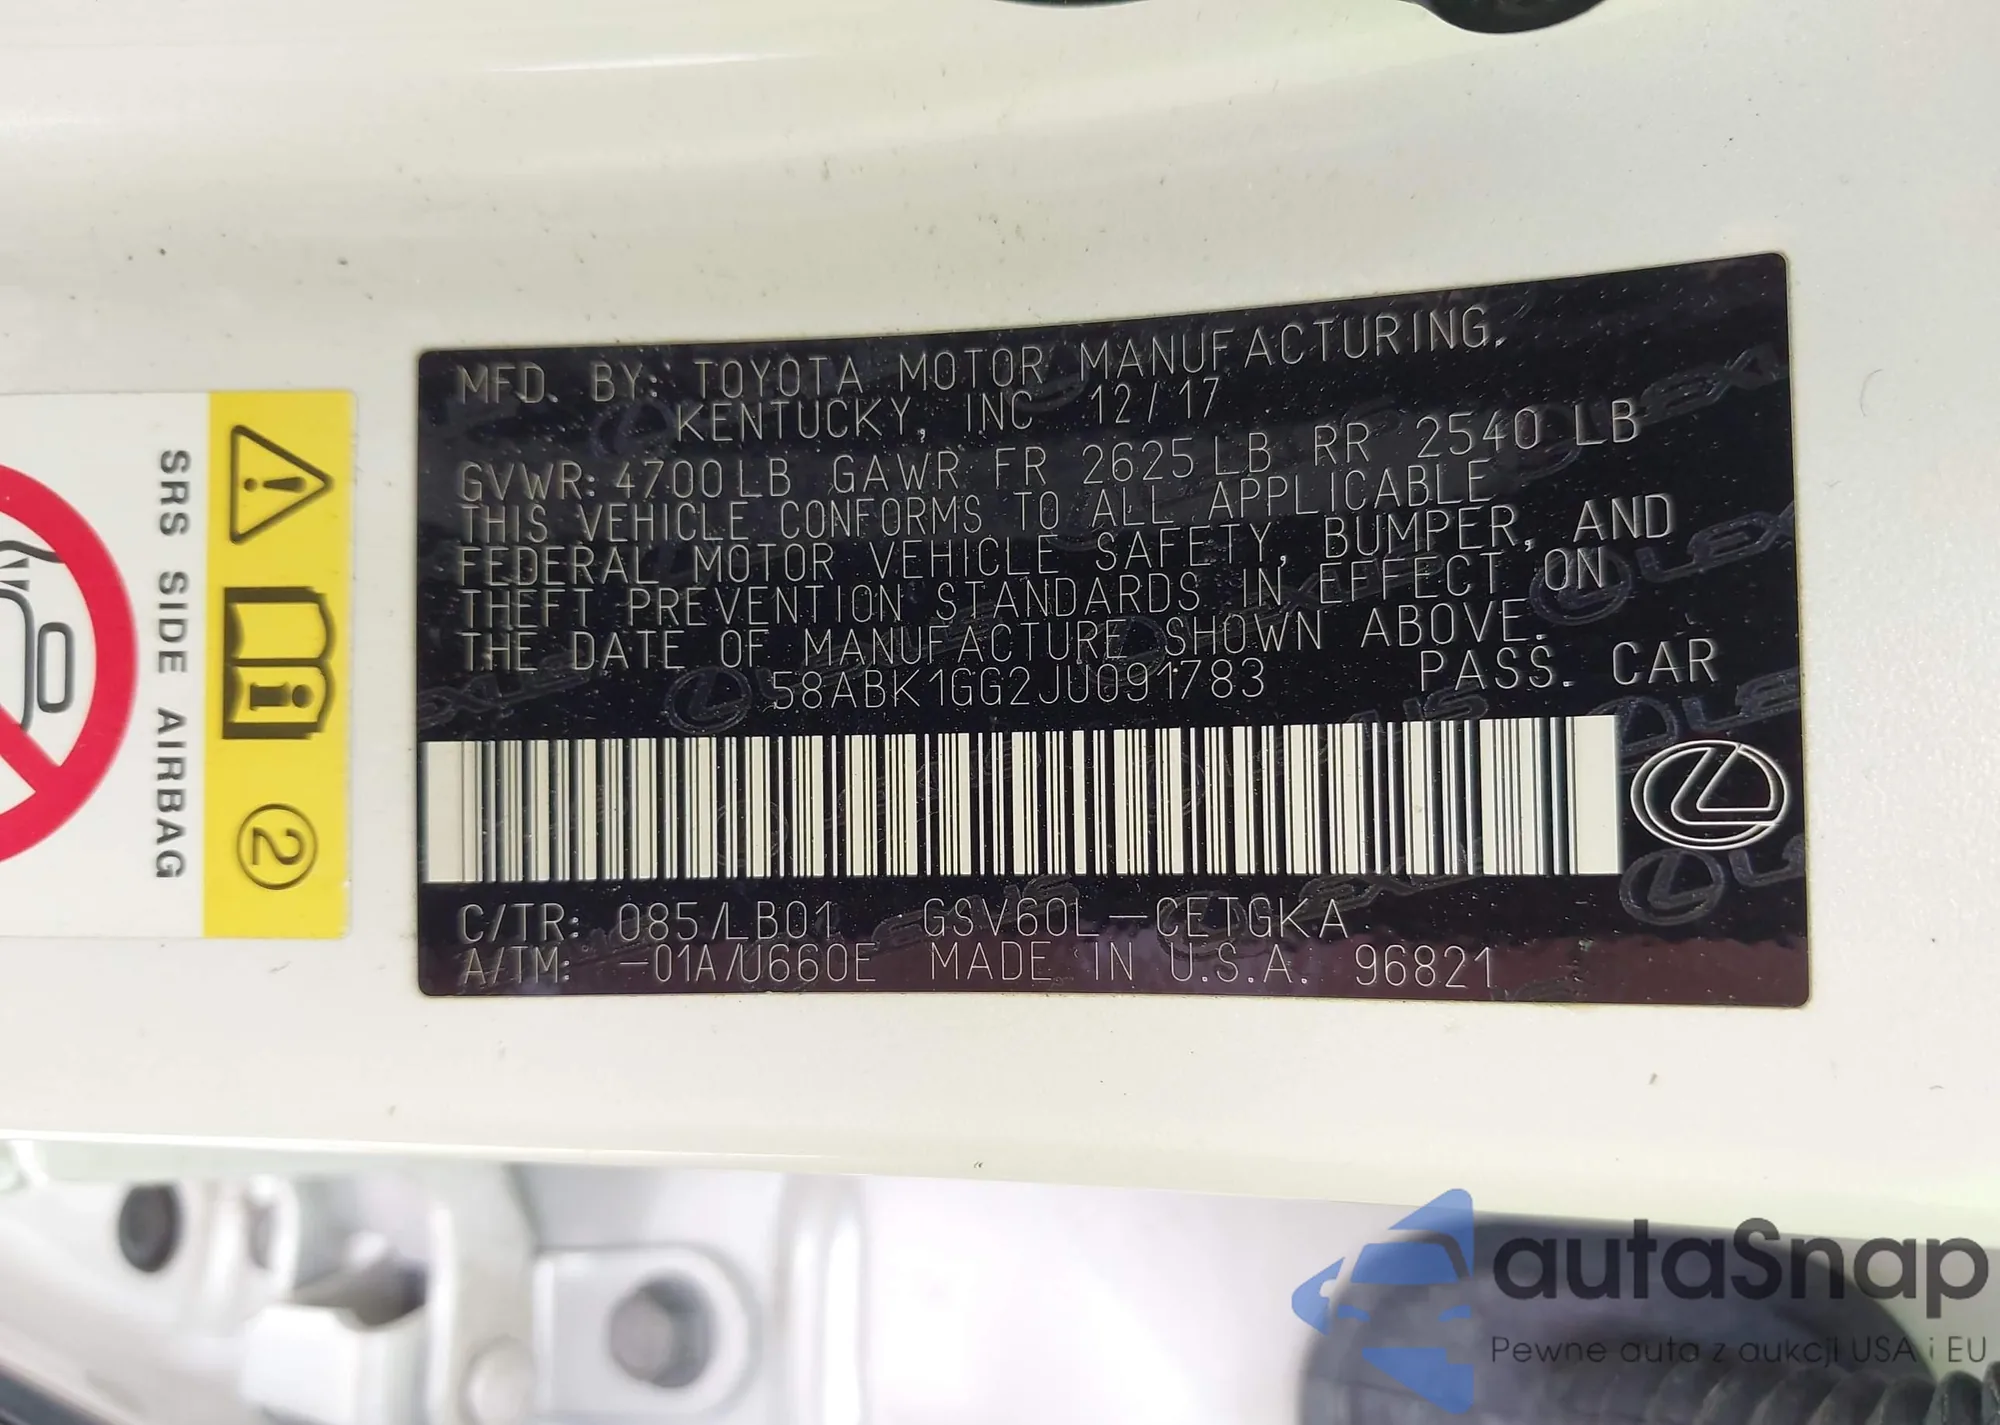 MFD. BY: TOYOTA MOTOR MANUFACTURING,
KENTUCKY, INC 12/17
GVWR: 4700LB GAWR FR 2625LB RR 2540 LB
THIS VEHICLE CONFORMS TO ALL APPLICABLE
FEDERAL MOTOR VEHICLE SAFETY, BUMPER, AND
THEFT PREVENTION STANDARDS IN EFFECT ON
THE DATE OF MANUFACTURE SHOWN ABOVE.
58ABK1GG2JU091783 PASS. CAR
C/TR: 085/LB01 GSV60L-CETGKA
A/TM: -01A/U660E MADE IN U.S.A. 96821
SRS SIDE AIRBAG
2
autoSnap
Pewne auta z aukcji USA i EU